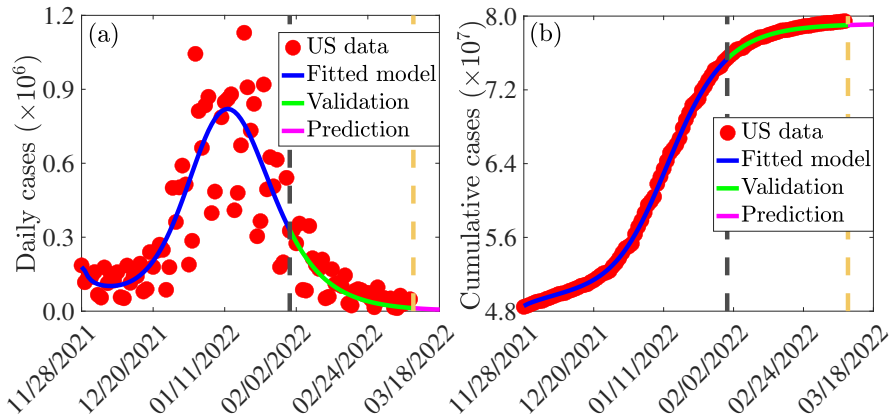 (a)
US data
Fitted model
Validation
Prediction
Daily cases (×10⁶)
1.2
0.9
0.6
0.3
0.0
11/28/2021
12/20/2021
01/11/2022
02/02/2022
02/24/2022
03/18/2022
(b)
US data
Fitted model
Validation
Prediction
Cumulative cases (×10⁷)
8.0
7.2
6.4
5.6
4.8
11/28/2021
12/20/2021
01/11/2022
02/02/2022
02/24/2022
03/18/2022